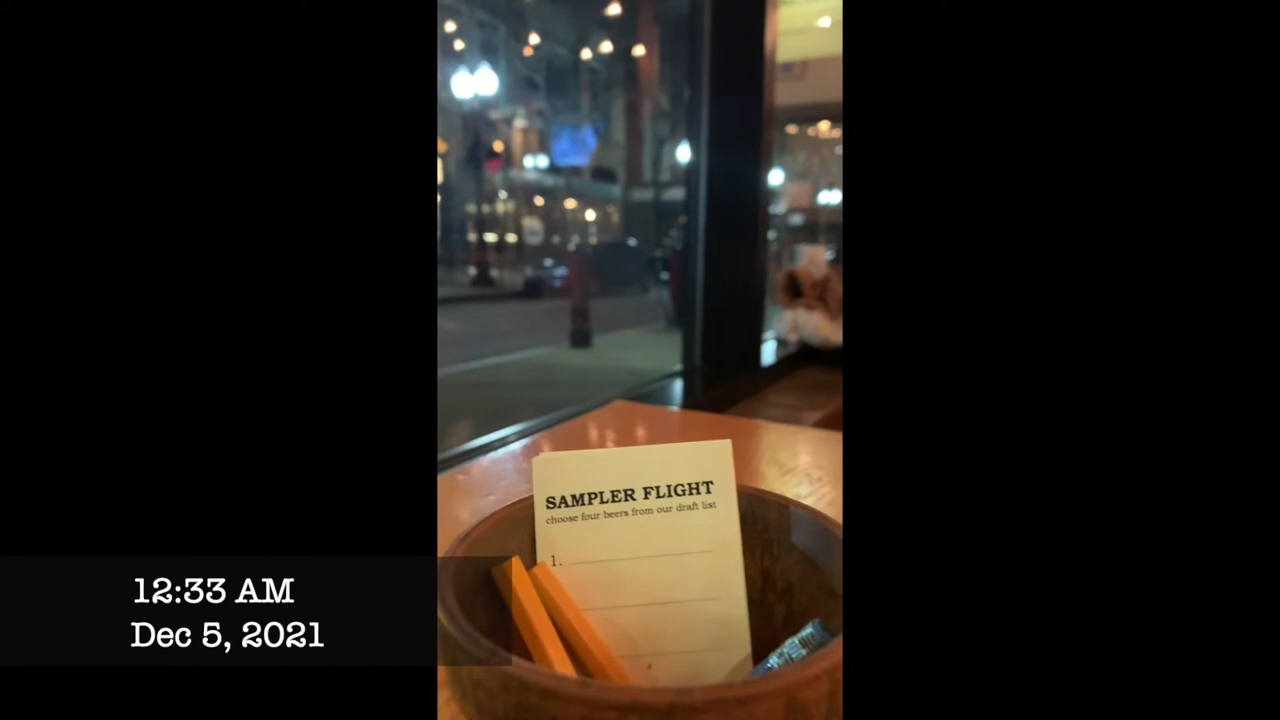 SAMPLER FLIGHT
choose four beers from our draft list
1.
12:33 AM
Dec 5, 2021